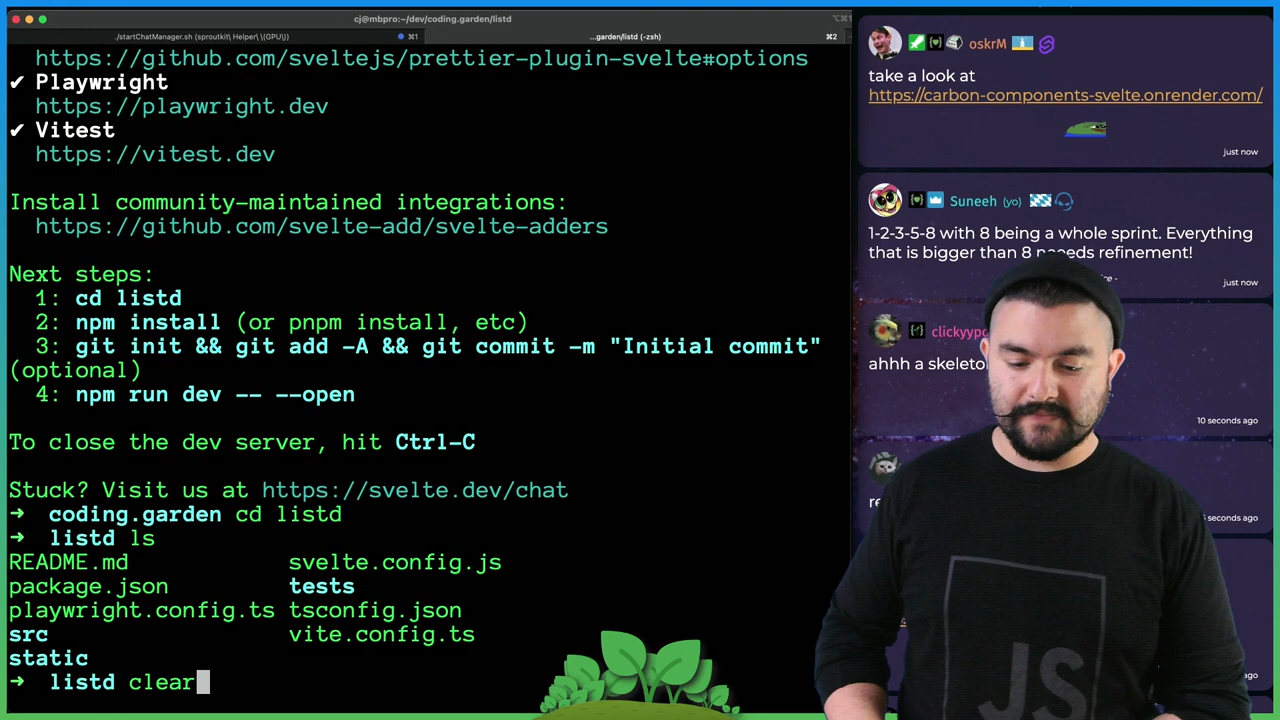 cj@mbpro:~/dev/coding.garden/listd
./startChatManager.sh (sproutkit\ Helper\ \(GPU\))
⌘1
...garden/listd (-zsh)
⌘2
https://github.com/sveltejs/prettier-plugin-svelte#options
✔ Playwright
https://playwright.dev
✔ Vitest
https://vitest.dev
Install community-maintained integrations:
https://github.com/svelte-add/svelte-adders
Next steps:
1: cd listd
2: npm install (or pnpm install, etc)
3: git init && git add -A && git commit -m "Initial commit"
(optional)
4: npm run dev -- --open
To close the dev server, hit Ctrl-C
Stuck? Visit us at https://svelte.dev/chat
➜ coding.garden cd listd
➜ listd ls
README.md svelte.config.js
package.json tests
playwright.config.ts tsconfig.json
src vite.config.ts
static
➜ listd clear
oskrM
take a look at
https://carbon-components-svelte.onrender.com/
just now
Suneeh (yo)
1-2-3-5-8 with 8 being a whole sprint. Everything
that is bigger than 8 needs refinement!
just now
ahhh a
10 seconds ago
seconds ago
ago
JS